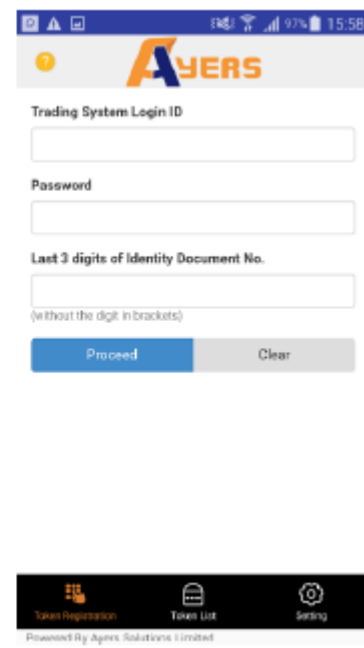 97% 15:58
?
AYERS
Trading System Login ID
Password
Last 3 digits of Identity Document No.
(without the digit in brackets)
Proceed Clear
Token Registration Token List Setting
Powered By Ayers Solutions Limited